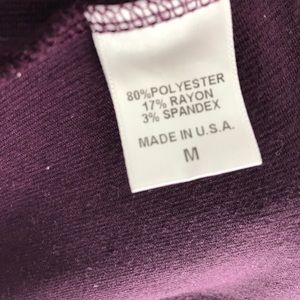 80%POLYESTER
17% RAYON
3% SPANDEX
MADE IN U.S.A.
M